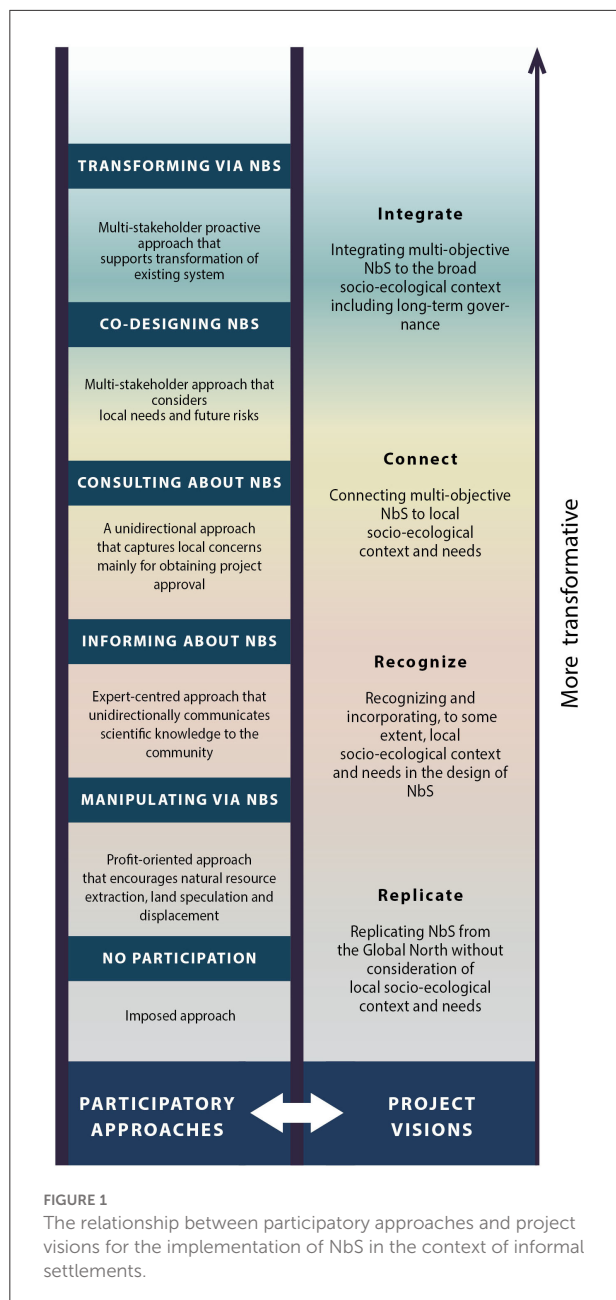 TRANSFORMING VIA NBS
Multi-stakeholder proactive
approach that
supports transformation of
existing system
CO-DESIGNING NBS
Multi-stakeholder approach that
considers
local needs and future risks
CONSULTING ABOUT NBS
A unidirectional approach
that captures local concerns
mainly for obtaining project
approval
INFORMING ABOUT NBS
Expert-centred approach that
unidirectionally communicates
scientific knowledge to the
community
MANIPULATING VIA NBS
Profit-oriented approach
that encourages natural resource
extraction, land speculation and
displacement
NO PARTICIPATION
Imposed approach
PARTICIPATORY
APPROACHES
Integrate
Integrating multi-objective
NbS to the broad
socio-ecological context
including long-term gover-
nance
Connect
Connecting multi-objective
NbS to local
socio-ecological
context and needs
Recognize
Recognizing and
incorporating, to some
extent, local
socio-ecological context
and needs in the design of
NbS
Replicate
Replicating NbS from
the Global North without
consideration of
local socio-ecological
context and needs
PROJECT
VISIONS
More transformative
FIGURE 1
The relationship between participatory approaches and project
visions for the implementation of NbS in the context of informal
settlements.